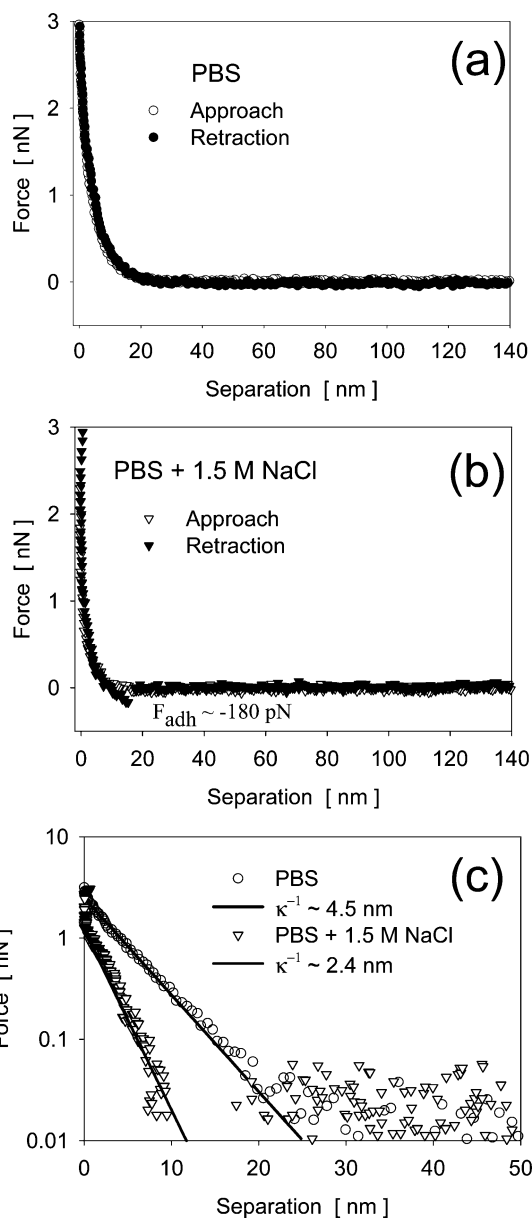 3
2
1
0
Force [ nN ]
(a)
PBS
Approach
Retraction
0 20 40 60 80 100 120 140
Separation [ nm ]
3
2
1
0
Force [ nN ]
(b)
PBS + 1.5 M NaCl
Approach
Retraction
F_adh ~ -180 pN
0 20 40 60 80 100 120 140
Separation [ nm ]
10
1
0.1
0.01
Force [ nN ]
(c)
PBS
κ⁻¹ ~ 4.5 nm
PBS + 1.5 M NaCl
κ⁻¹ ~ 2.4 nm
0 10 20 30 40 50
Separation [ nm ]